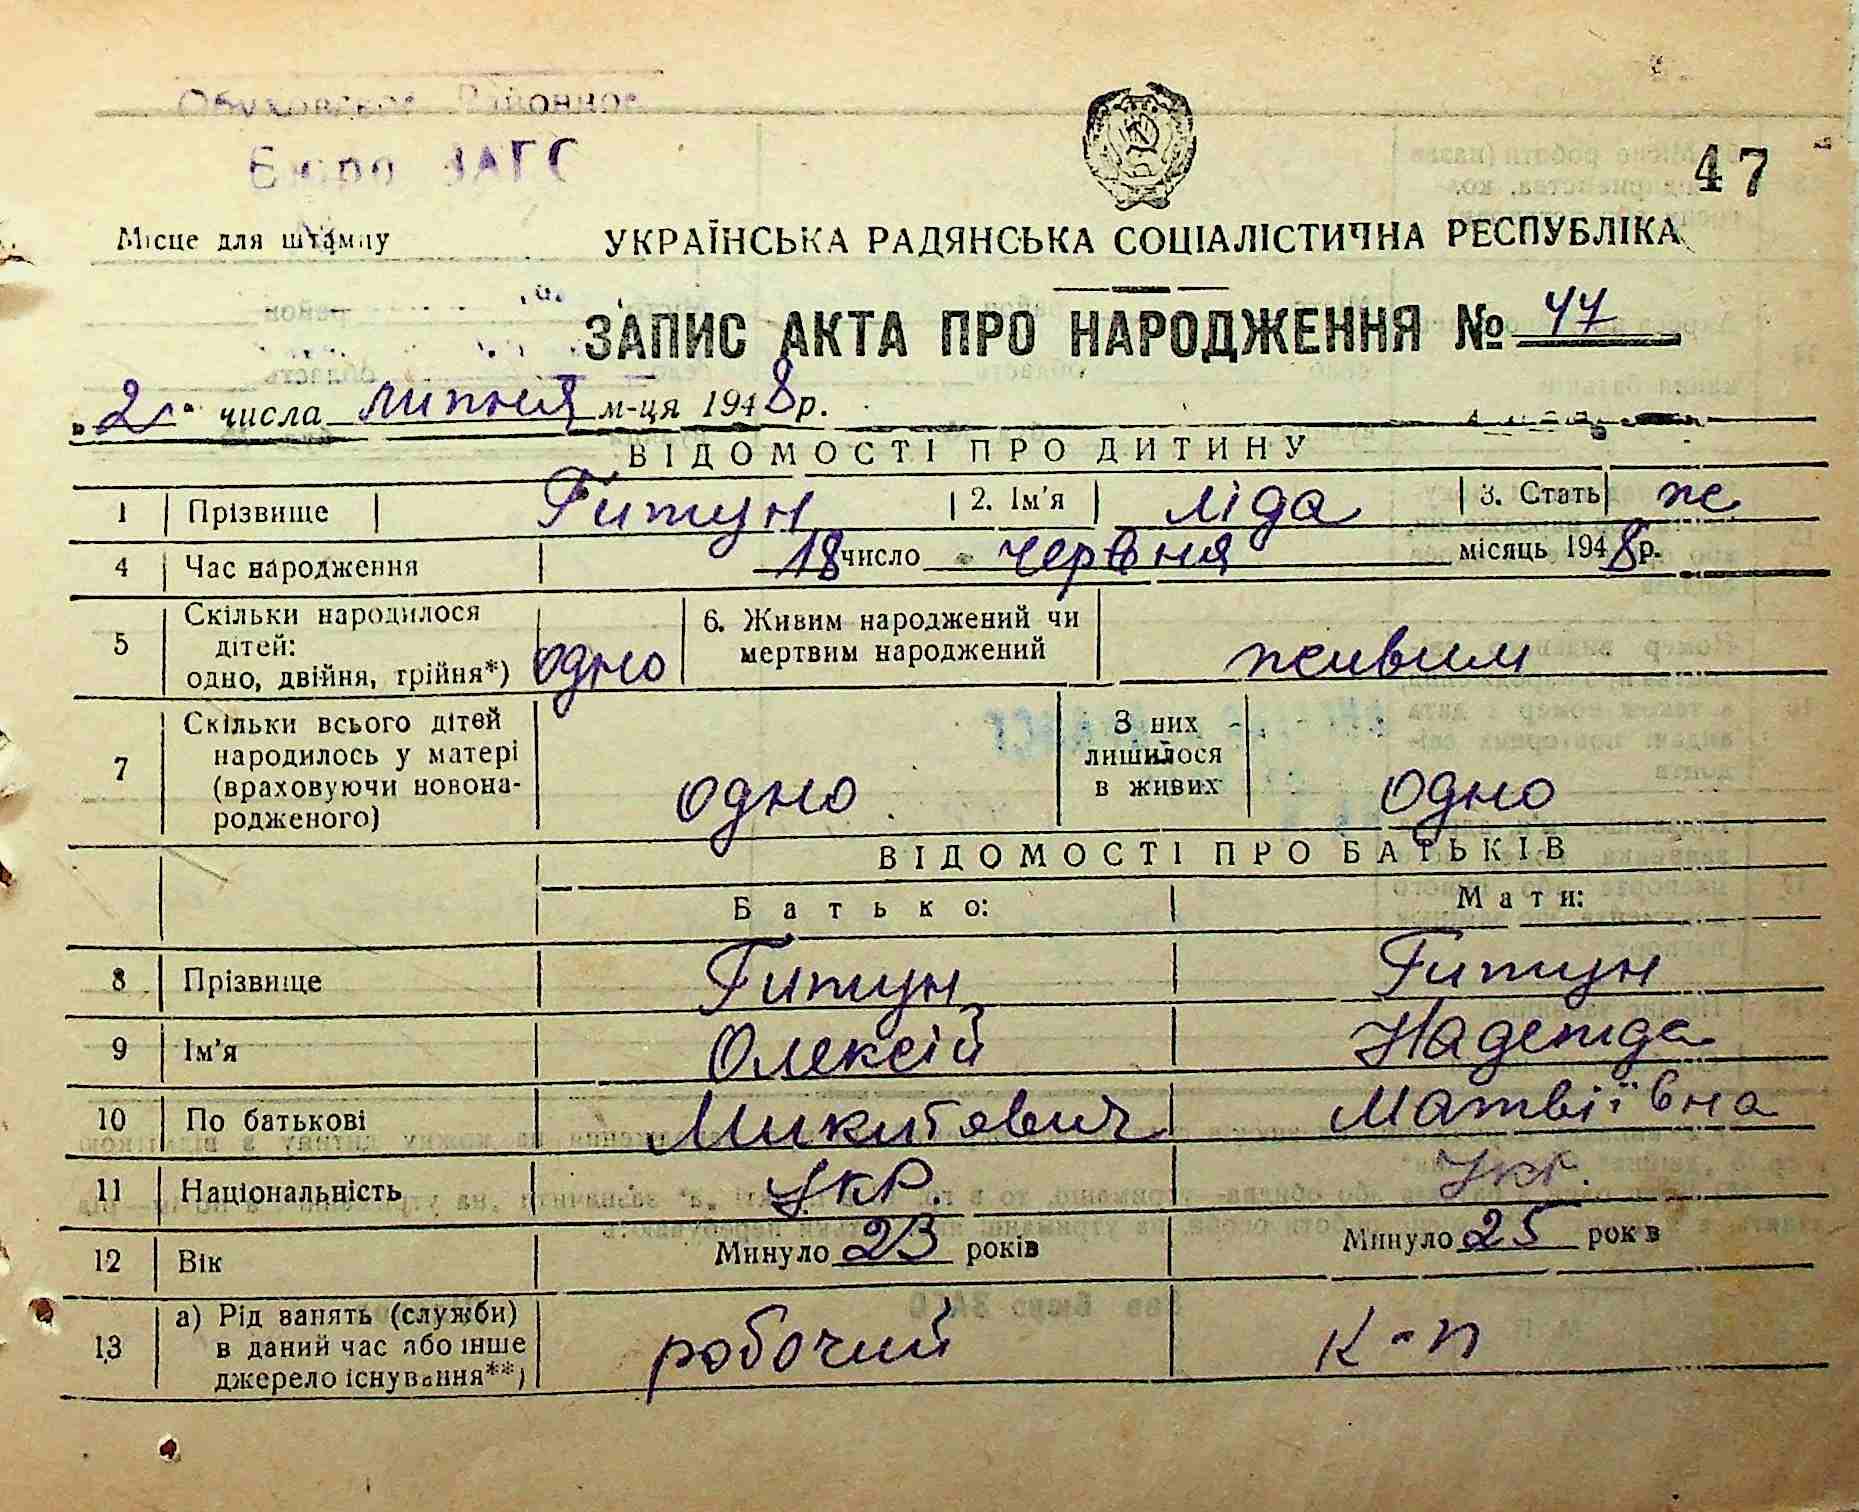 Обуховское Районное
Бюро ЗАГС
47
Місце для штампу
УКРАЇНСЬКА РАДЯНСЬКА СОЦІАЛІСТИЧНА РЕСПУБЛІКА
ЗАПИС АКТА ПРО НАРОДЖЕННЯ № 47
числа липня м-ця 1948 р.
ВІДОМОСТІ ПРО ДИТИНУ
1 Прізвище Гитун 2. Ім'я Ліда 3. Стать ж
4 Час народження 18 число червня місяць 1948 р.
5 Скільки народилося дітей: одно, двійня, трійня*) одно 6. Живим народжений чи мертвим народжений живим
7 Скільки всього дітей народилось у матері (враховуючи новонародженого) одно З них лишилося в живих одно
ВІДОМОСТІ ПРО БАТЬКІВ
Батько: Мати:
8 Прізвище Гитун Гитун
9 Ім'я Олексій Надежда
10 По батькові Микитович Матвіївна
11 Національність Укр. Укр.
12 Вік Минуло 23 років Минуло 25 років
13 а) Рід занять (служби) в даний час або інше джерело існування**) робочий к-п